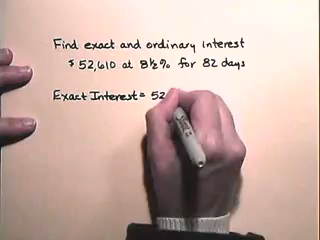 Find exact and ordinary interest
$52,610 at 8½% for 82 days
Exact Interest = 52